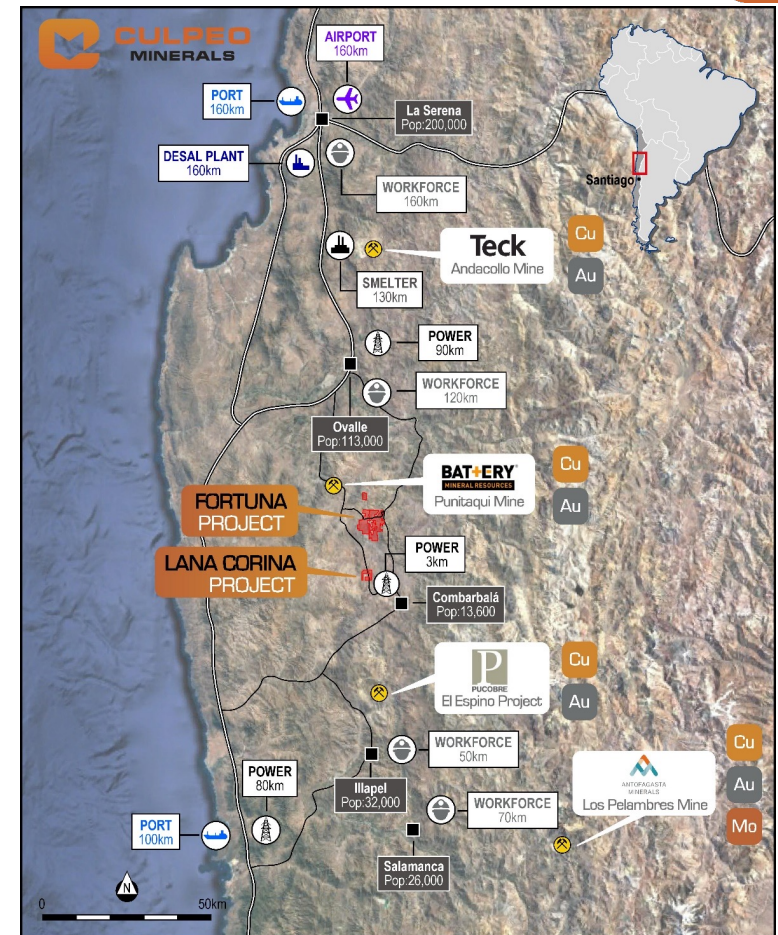 CULPEO
MINERALS
AIRPORT
160km
PORT
160km
La Serena
Pop:200,000
DESAL PLANT
160km
WORKFORCE
160km
Santiago
Teck
Andacollo Mine
Cu
Au
SMELTER
130km
POWER
90km
WORKFORCE
120km
Ovalle
Pop:113,000
BATTERY
MINERAL RESOURCES
Punitaqui Mine
Cu
Au
FORTUNA
PROJECT
POWER
3km
LANA CORINA
PROJECT
Combarbalá
Pop:13,600
P
PUCOBRE
El Espino Project
Cu
Au
WORKFORCE
50km
Illapel
Pop:32,000
POWER
80km
ANTOFAGASTA
MINERALS
Los Pelambres Mine
Cu
Au
Mo
WORKFORCE
70km
PORT
100km
Salamanca
Pop:26,000
N
0 50km